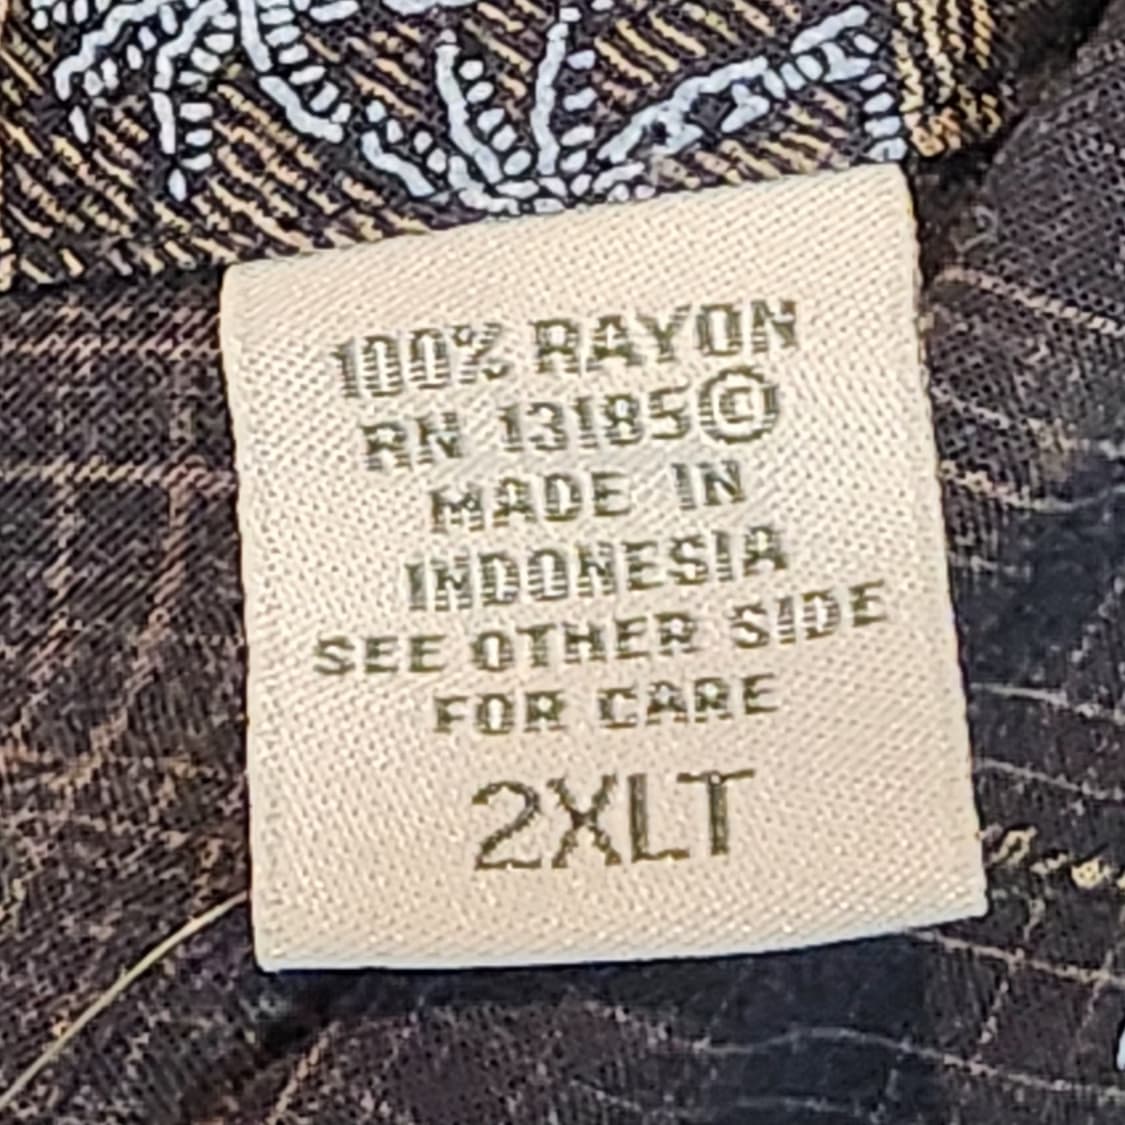 100% RAYON
RN 13185©
MADE IN
INDONESIA
SEE OTHER SIDE
FOR CARE
2XLT